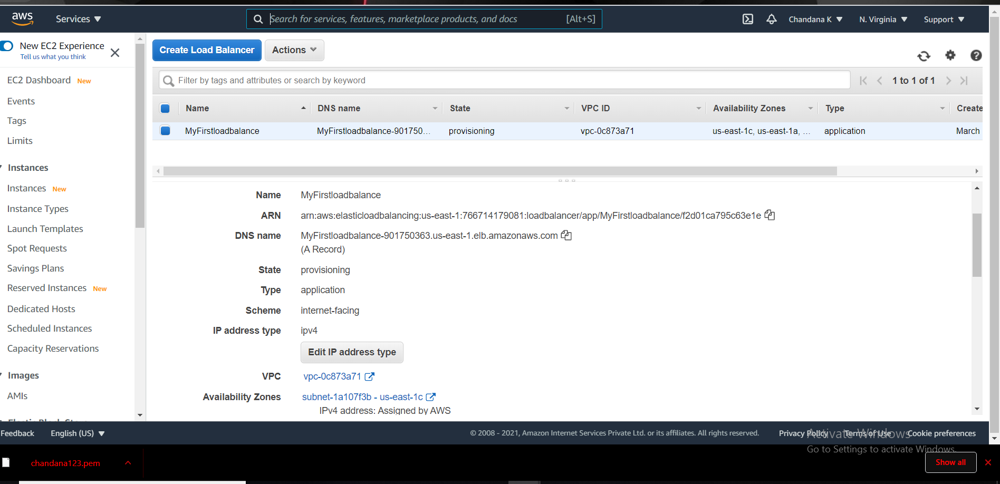 aws
Services
Search for services, features, marketplace products, and docs [Alt+S]
Chandana K
N. Virginia
Support
New EC2 Experience
Tell us what you think
EC2 Dashboard New
Events
Tags
Limits
Instances
Instances New
Instance Types
Launch Templates
Spot Requests
Savings Plans
Reserved Instances New
Dedicated Hosts
Scheduled Instances
Capacity Reservations
Images
AMIs
Create Load Balancer
Actions
Filter by tags and attributes or search by keyword
1 to 1 of 1
Name DNS name State VPC ID Availability Zones Type Create
MyFirstloadbalance MyFirstloadbalance-901750... provisioning vpc-0c873a71 us-east-1c, us-east-1a, ... application March
Name MyFirstloadbalance
ARN arn:aws:elasticloadbalancing:us-east-1:766714179081:loadbalancer/app/MyFirstloadbalance/f2d01ca795c63e1e
DNS name MyFirstloadbalance-901750363.us-east-1.elb.amazonaws.com
(A Record)
State provisioning
Type application
Scheme internet-facing
IP address type ipv4
Edit IP address type
VPC vpc-0c873a71
Availability Zones subnet-1a107f3b - us-east-1c
IPv4 address: Assigned by AWS
Feedback
English (US)
© 2008 - 2021, Amazon Internet Services Private Ltd. or its affiliates. All rights reserved.
Privacy Policy
Terms of Use
Cookie preferences
Activate Windows
Go to Settings to activate Windows.
chandana123.pem
Show all